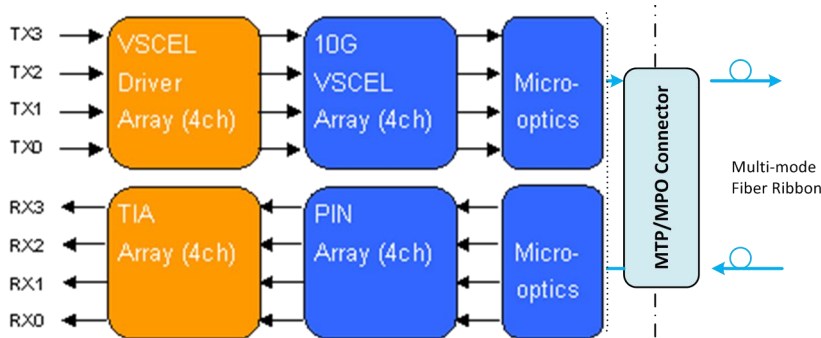 TX3
TX2
TX1
TX0
VSCEL
Driver
Array (4ch)
10G
VSCEL
Array (4ch)
Micro-
optics
RX3
RX2
RX1
RX0
TIA
Array (4ch)
PIN
Array (4ch)
Micro-
optics
MTP/MPO Connector
Multi-mode
Fiber Ribbon